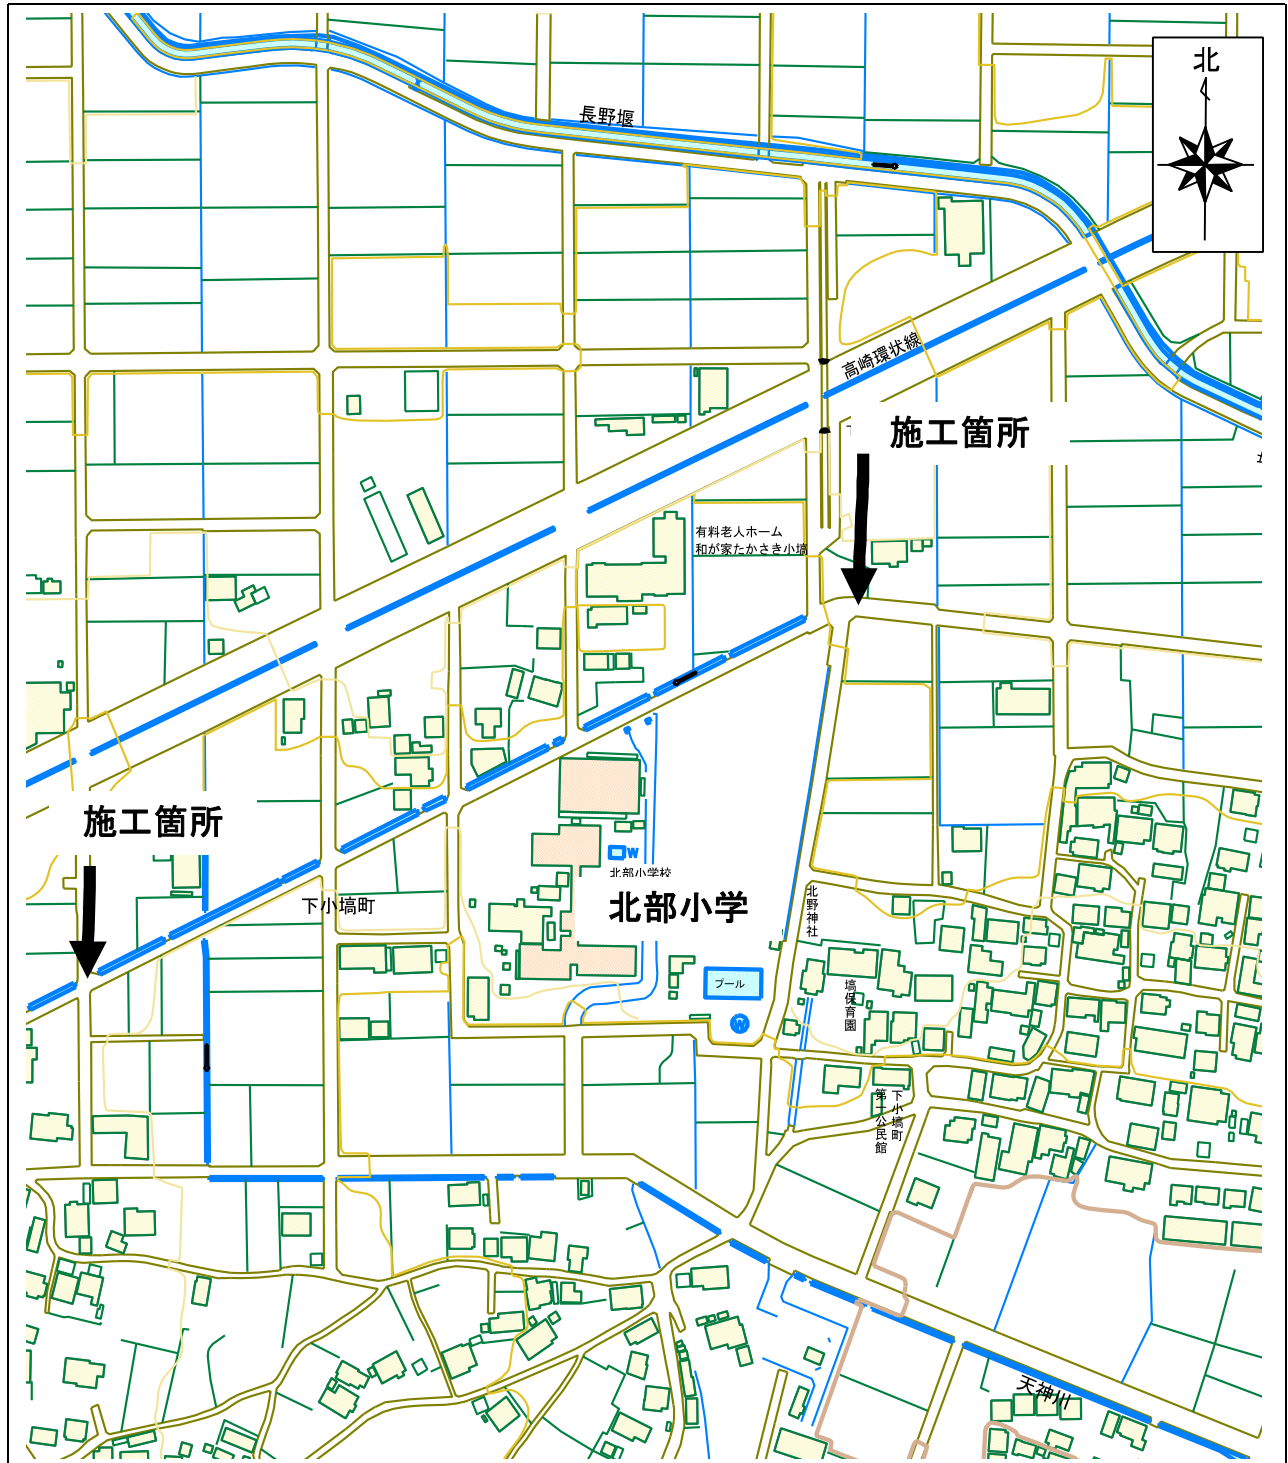 北
長野堰
高崎環状線
施工箇所
有料老人ホーム
和が家たかさき小塙
施工箇所
W
北部小学校
北部小学
下小塙町
北野神社
プール
塙保育園
W
下小塙町
第一公民館
天神川